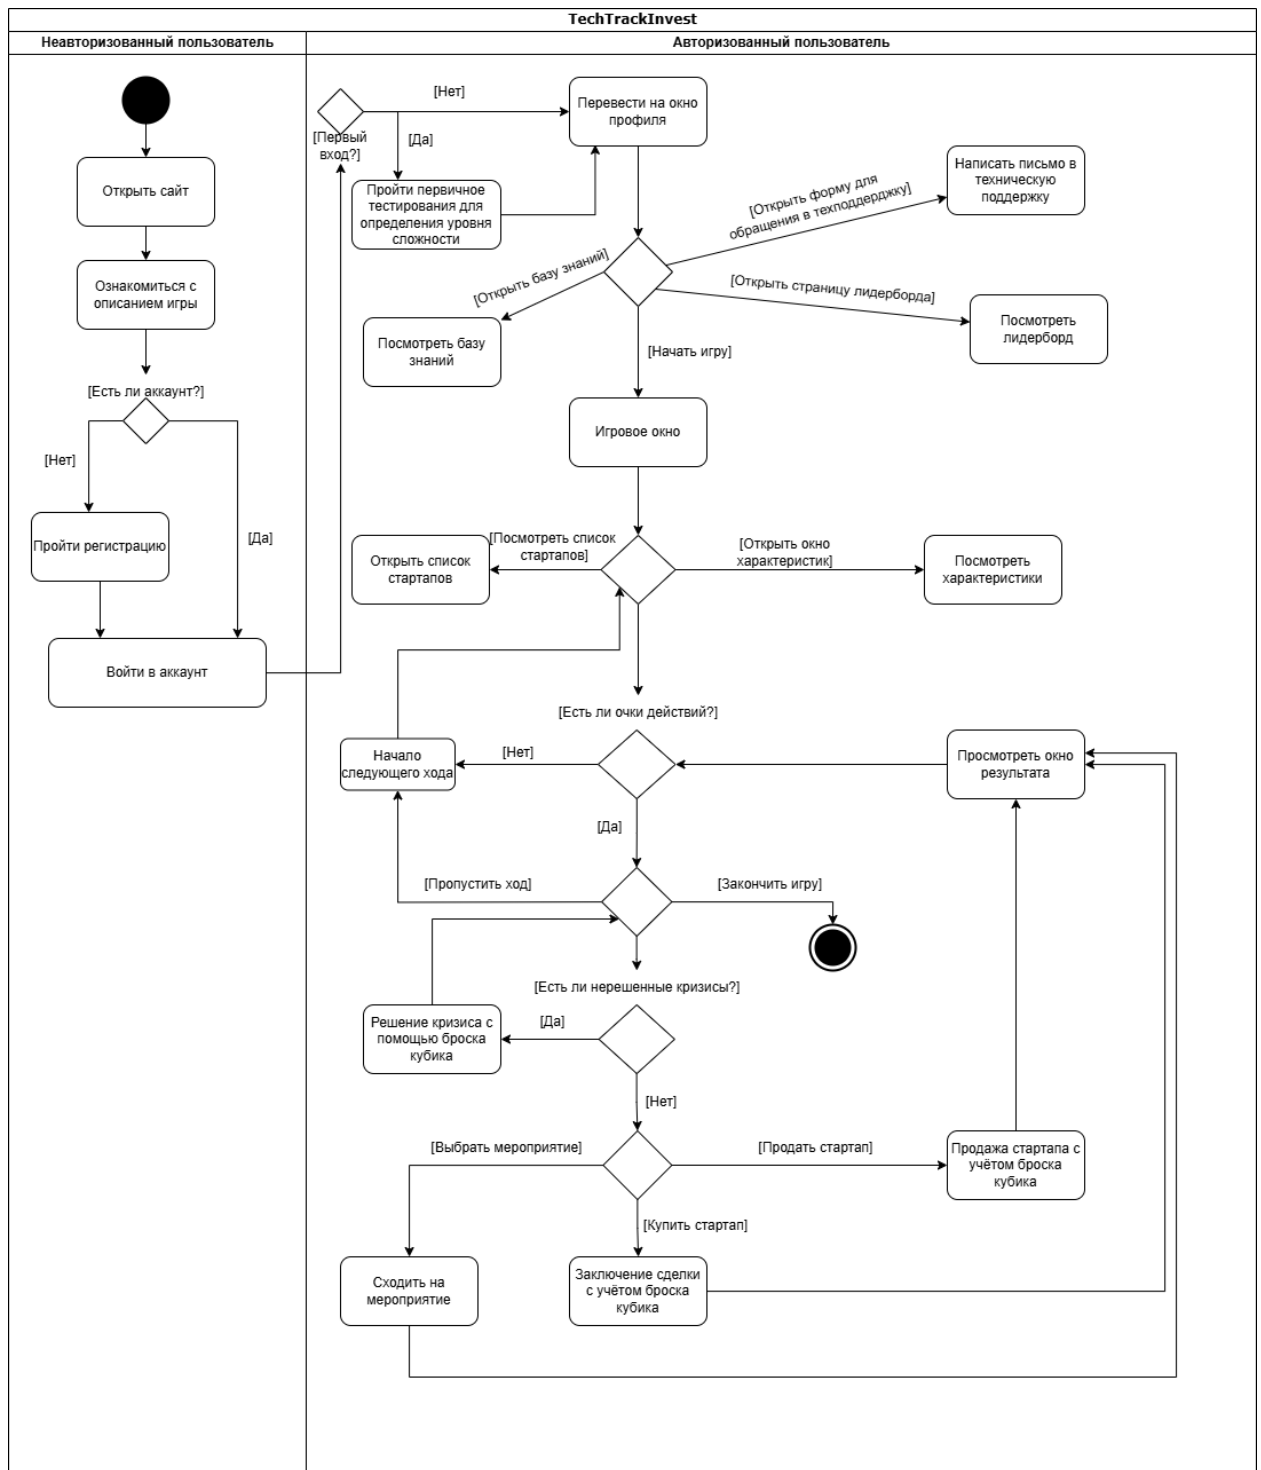 TechTrackInvest
Неавторизованный пользователь
Авторизованный пользователь
Открыть сайт
Ознакомиться с
описанием игры
[Есть ли аккаунт?]
[Нет]
[Да]
Пройти регистрацию
Войти в аккаунт
[Первый
вход?]
[Нет]
[Да]
Перевести на окно
профиля
Пройти первичное
тестирования для
определения уровня
сложности
[Открыть форму для
обращения в техподдерджку]
Написать письмо в
техническую
поддержку
[Открыть базу знаний]
Посмотреть базу
знаний
[Открыть страницу лидерборда]
Посмотреть
лидерборд
[Начать игру]
Игровое окно
[Посмотреть список
стартапов]
Открыть список
стартапов
[Открыть окно
характеристик]
Посмотреть
характеристики
[Есть ли очки действий?]
[Нет]
Начало
следующего хода
Просмотреть окно
результата
[Да]
[Пропустить ход]
[Закончить игру]
[Есть ли нерешенные кризисы?]
[Да]
Решение кризиса с
помощью броска
кубика
[Нет]
[Выбрать мероприятие]
[Продать стартап]
Продажа стартапа с
учётом броска
кубика
[Купить стартап]
Сходить на
мероприятие
Заключение сделки
с учётом броска
кубика